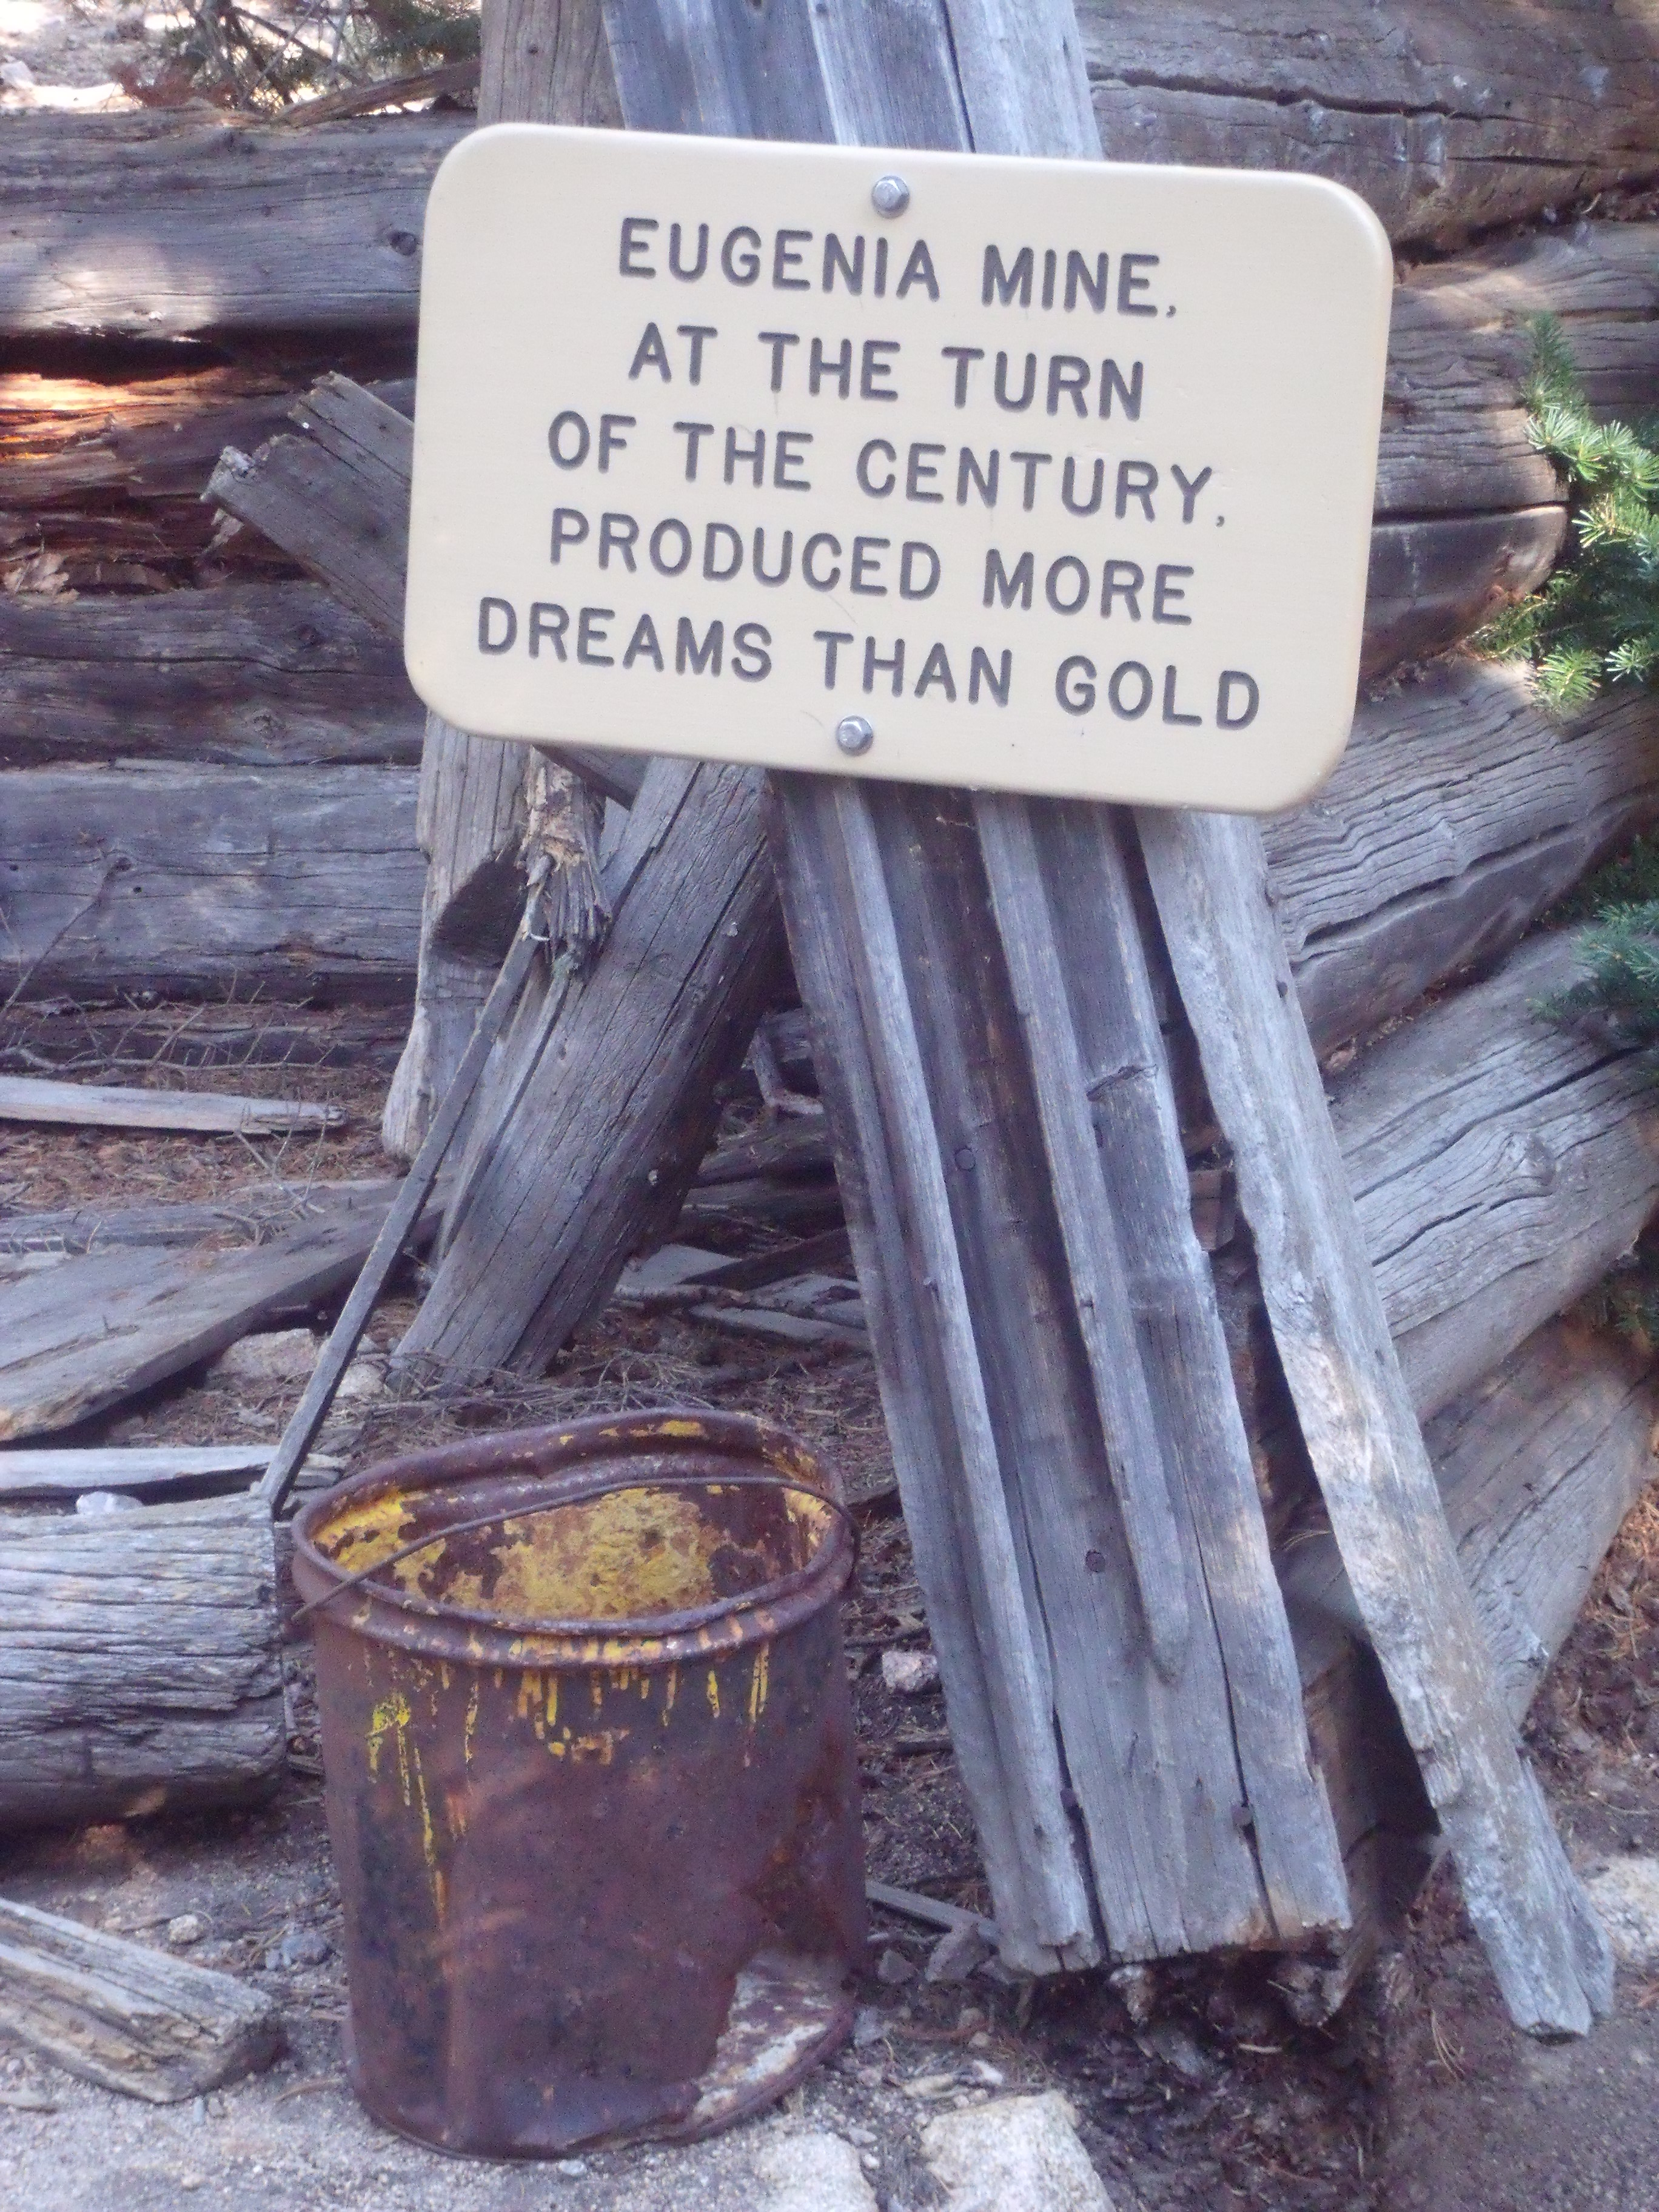 EUGENIA MINE,
AT THE TURN
OF THE CENTURY,
PRODUCED MORE
DREAMS THAN GOLD